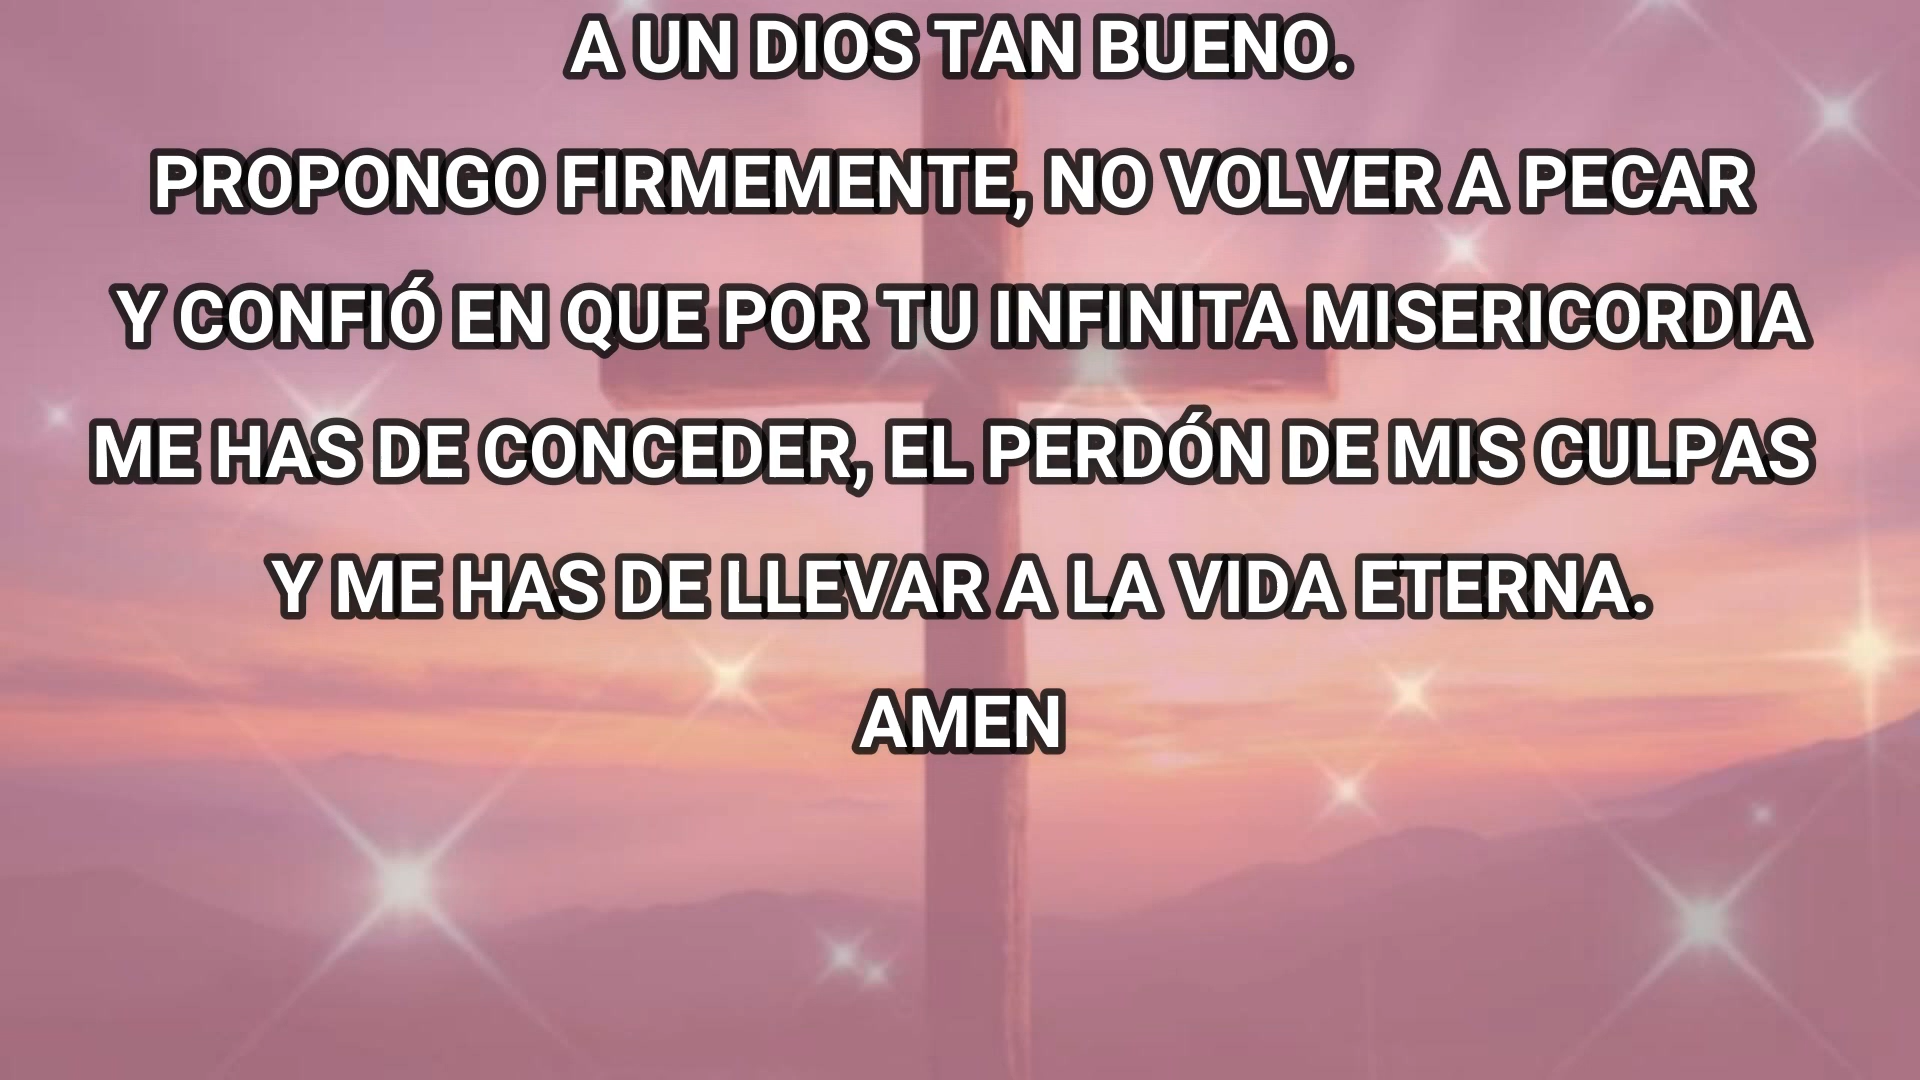 A UN DIOS TAN BUENO.
PROPONGO FIRMEMENTE, NO VOLVER A PECAR
Y CONFIÓ EN QUE POR TU INFINITA MISERICORDIA
ME HAS DE CONCEDER, EL PERDÓN DE MIS CULPAS
Y ME HAS DE LLEVAR A LA VIDA ETERNA.
AMEN